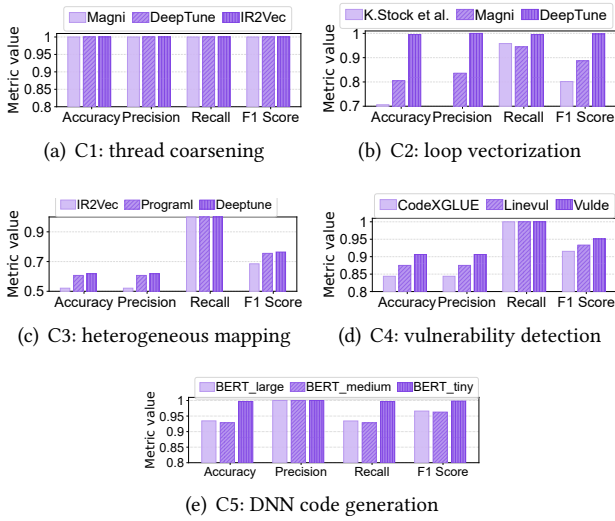 Magni DeepTune IR2Vec
Metric value
1
0.95
0.9
0.85
0.8
Accuracy Precision Recall F1 Score
(a) C1: thread coarsening
K.Stock et al. Magni DeepTune
Metric value
1
0.9
0.8
0.7
Accuracy Precision Recall F1 Score
(b) C2: loop vectorization
IR2Vec Programl Deeptune
Metric value
0.9
0.7
0.5
Accuracy Precision Recall F1 Score
(c) C3: heterogeneous mapping
CodeXGLUE Linevul Vulde
Metric value
1
0.95
0.9
0.85
0.8
Accuracy Precision Recall F1 Score
(d) C4: vulnerability detection
BERT_large BERT_medium BERT_tiny
Metric value
1
0.95
0.9
0.85
0.8
Accuracy Precision Recall F1 Score
(e) C5: DNN code generation